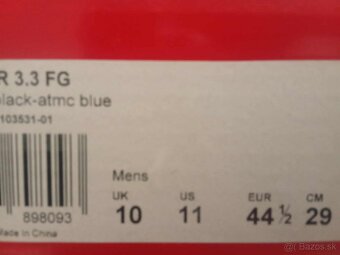 R 3.3 FG
black-atmc blue
103531-01
898093
Made in China
Mens
UK US EUR CM
10 11 44 ½ 29
Bazos.sk